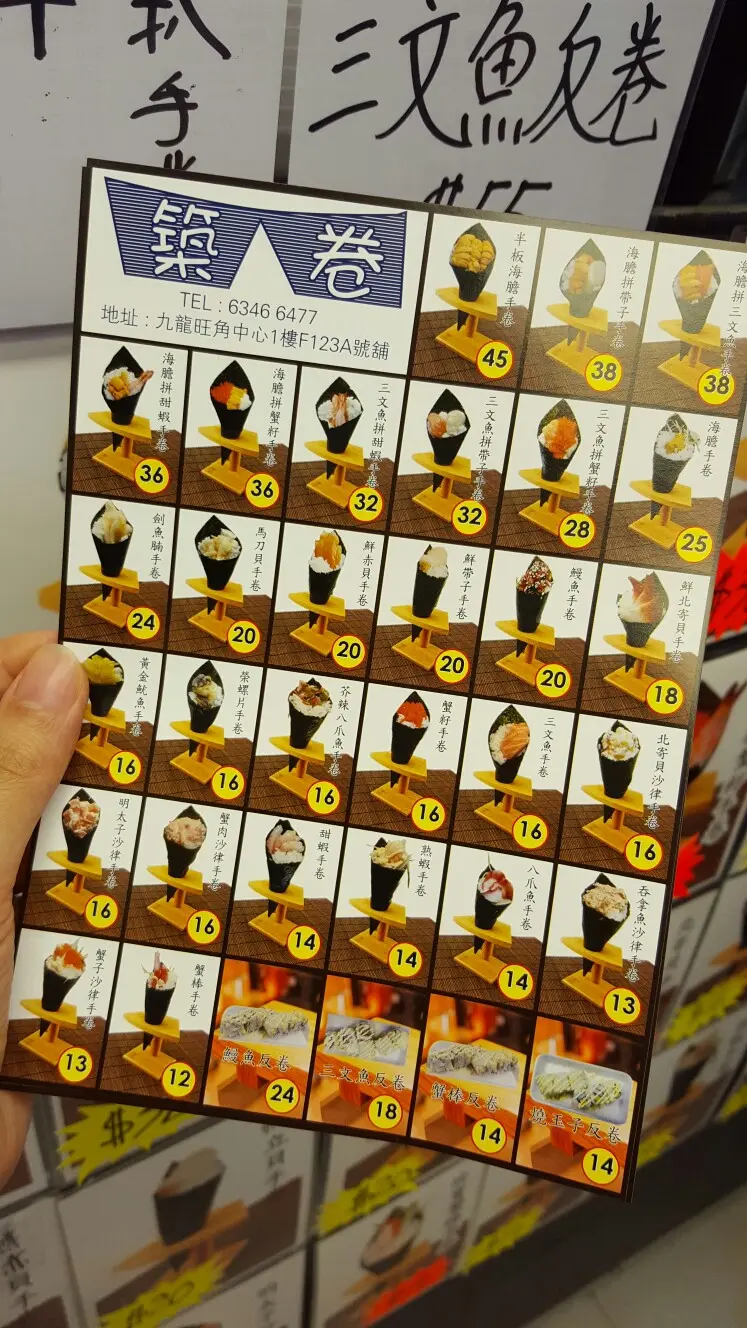 扒手
三文魚反卷
$55
築卷
TEL : 6346 6477
地址 : 九龍旺角中心1樓F123A號舖
半板海膽手卷
45
海膽拼帶子手卷
38
海膽拼三文魚手卷
38
海膽拼甜蝦手卷
36
海膽拼蟹籽手卷
36
三文魚拼甜蝦手卷
32
三文魚拼帶子手卷
32
三文魚拼蟹籽手卷
28
海膽手卷
25
劍魚腩手卷
24
馬刀貝手卷
20
鮮赤貝手卷
20
鮮帶子手卷
20
鰻魚手卷
20
鮮北寄貝手卷
18
黃金魷魚手卷
16
榮螺片手卷
16
芥辣八爪魚手卷
16
蟹籽手卷
16
三文魚手卷
16
北寄貝沙律手卷
16
明太子沙律手卷
16
蟹肉沙律手卷
16
甜蝦手卷
14
熟蝦手卷
14
八爪魚手卷
14
吞拿魚沙律手卷
13
蟹子沙律手卷
13
蟹棒手卷
12
鰻魚反卷
24
三文魚反卷
18
蟹棒反卷
14
燒玉子反卷
14